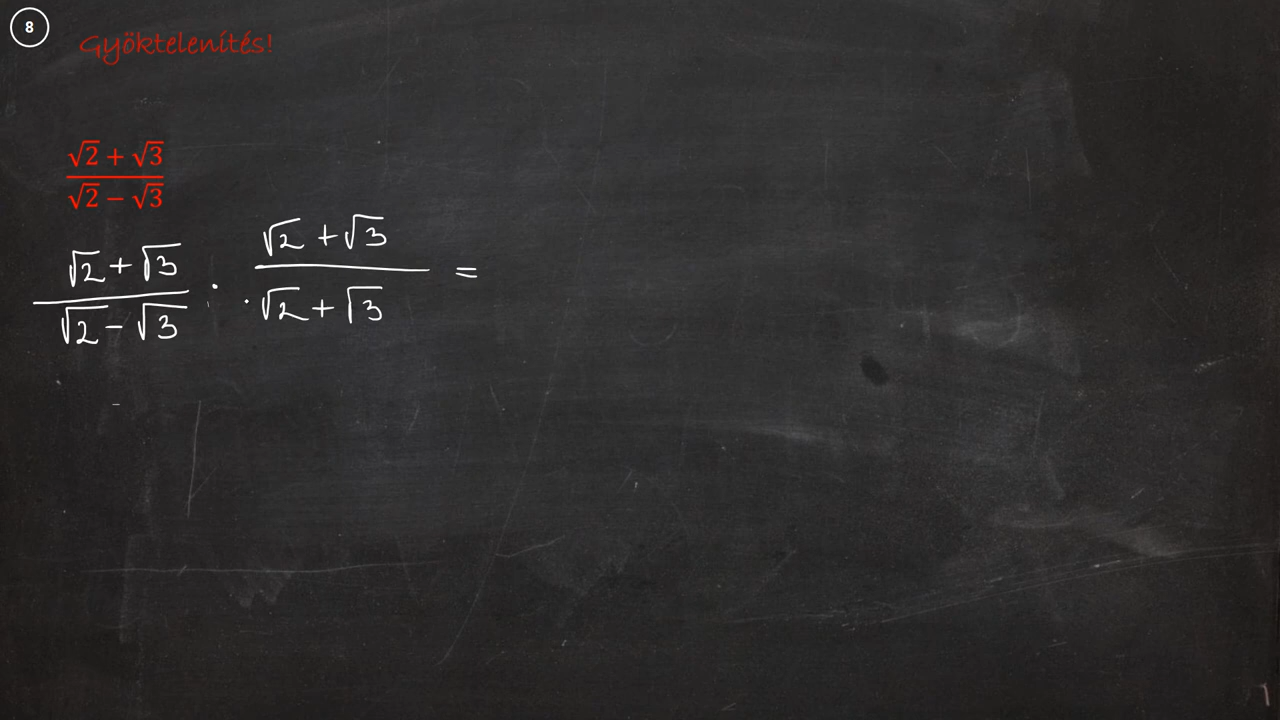 8
Gyöktelenítés!
(√2 + √3)/(√2 − √3)
(√2 + √3)/(√2 − √3) · (√2 + √3)/(√2 + √3) =